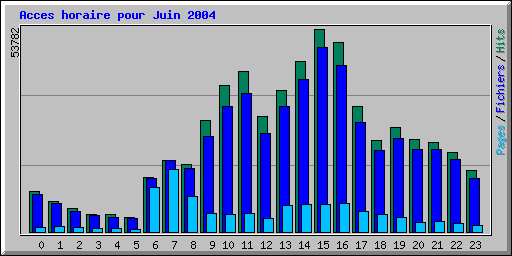 Acces horaire pour Juin 2004
53782
Pages / Fichiers / Hits
0 1 2 3 4 5 6 7 8 9 10 11 12 13 14 15 16 17 18 19 20 21 22 23